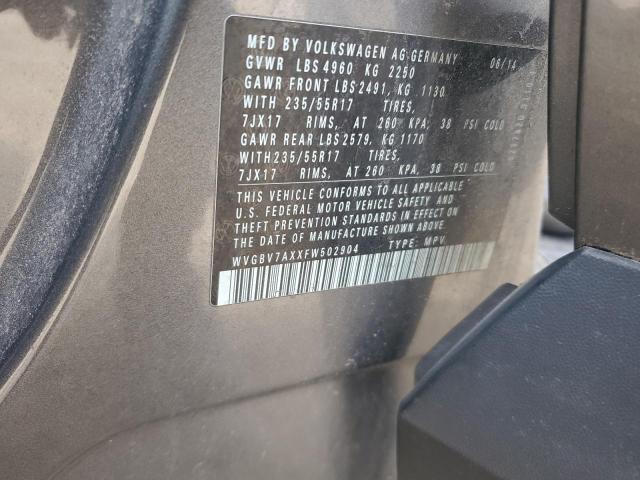 MFD BY VOLKSWAGEN AG GERMANY 06/14
GVWR LBS 4960 KG 2250
GAWR FRONT LBS 2491, KG 1130
WITH 235/55R17 TIRES,
7JX17 RIMS, AT 260 KPA, 38 PSI COLD
GAWR REAR LBS 2579, KG 1170
WITH 235/55R17 TIRES,
7JX17 RIMS, AT 260 KPA, 38 PSI COLD
THIS VEHICLE CONFORMS TO ALL APPLICABLE
U.S. FEDERAL MOTOR VEHICLE SAFETY AND
THEFT PREVENTION STANDARDS IN EFFECT ON
THE DATE OF MANUFACTURE SHOWN ABOVE.
WVGBV7AXXFW502904 TYPE: MPV